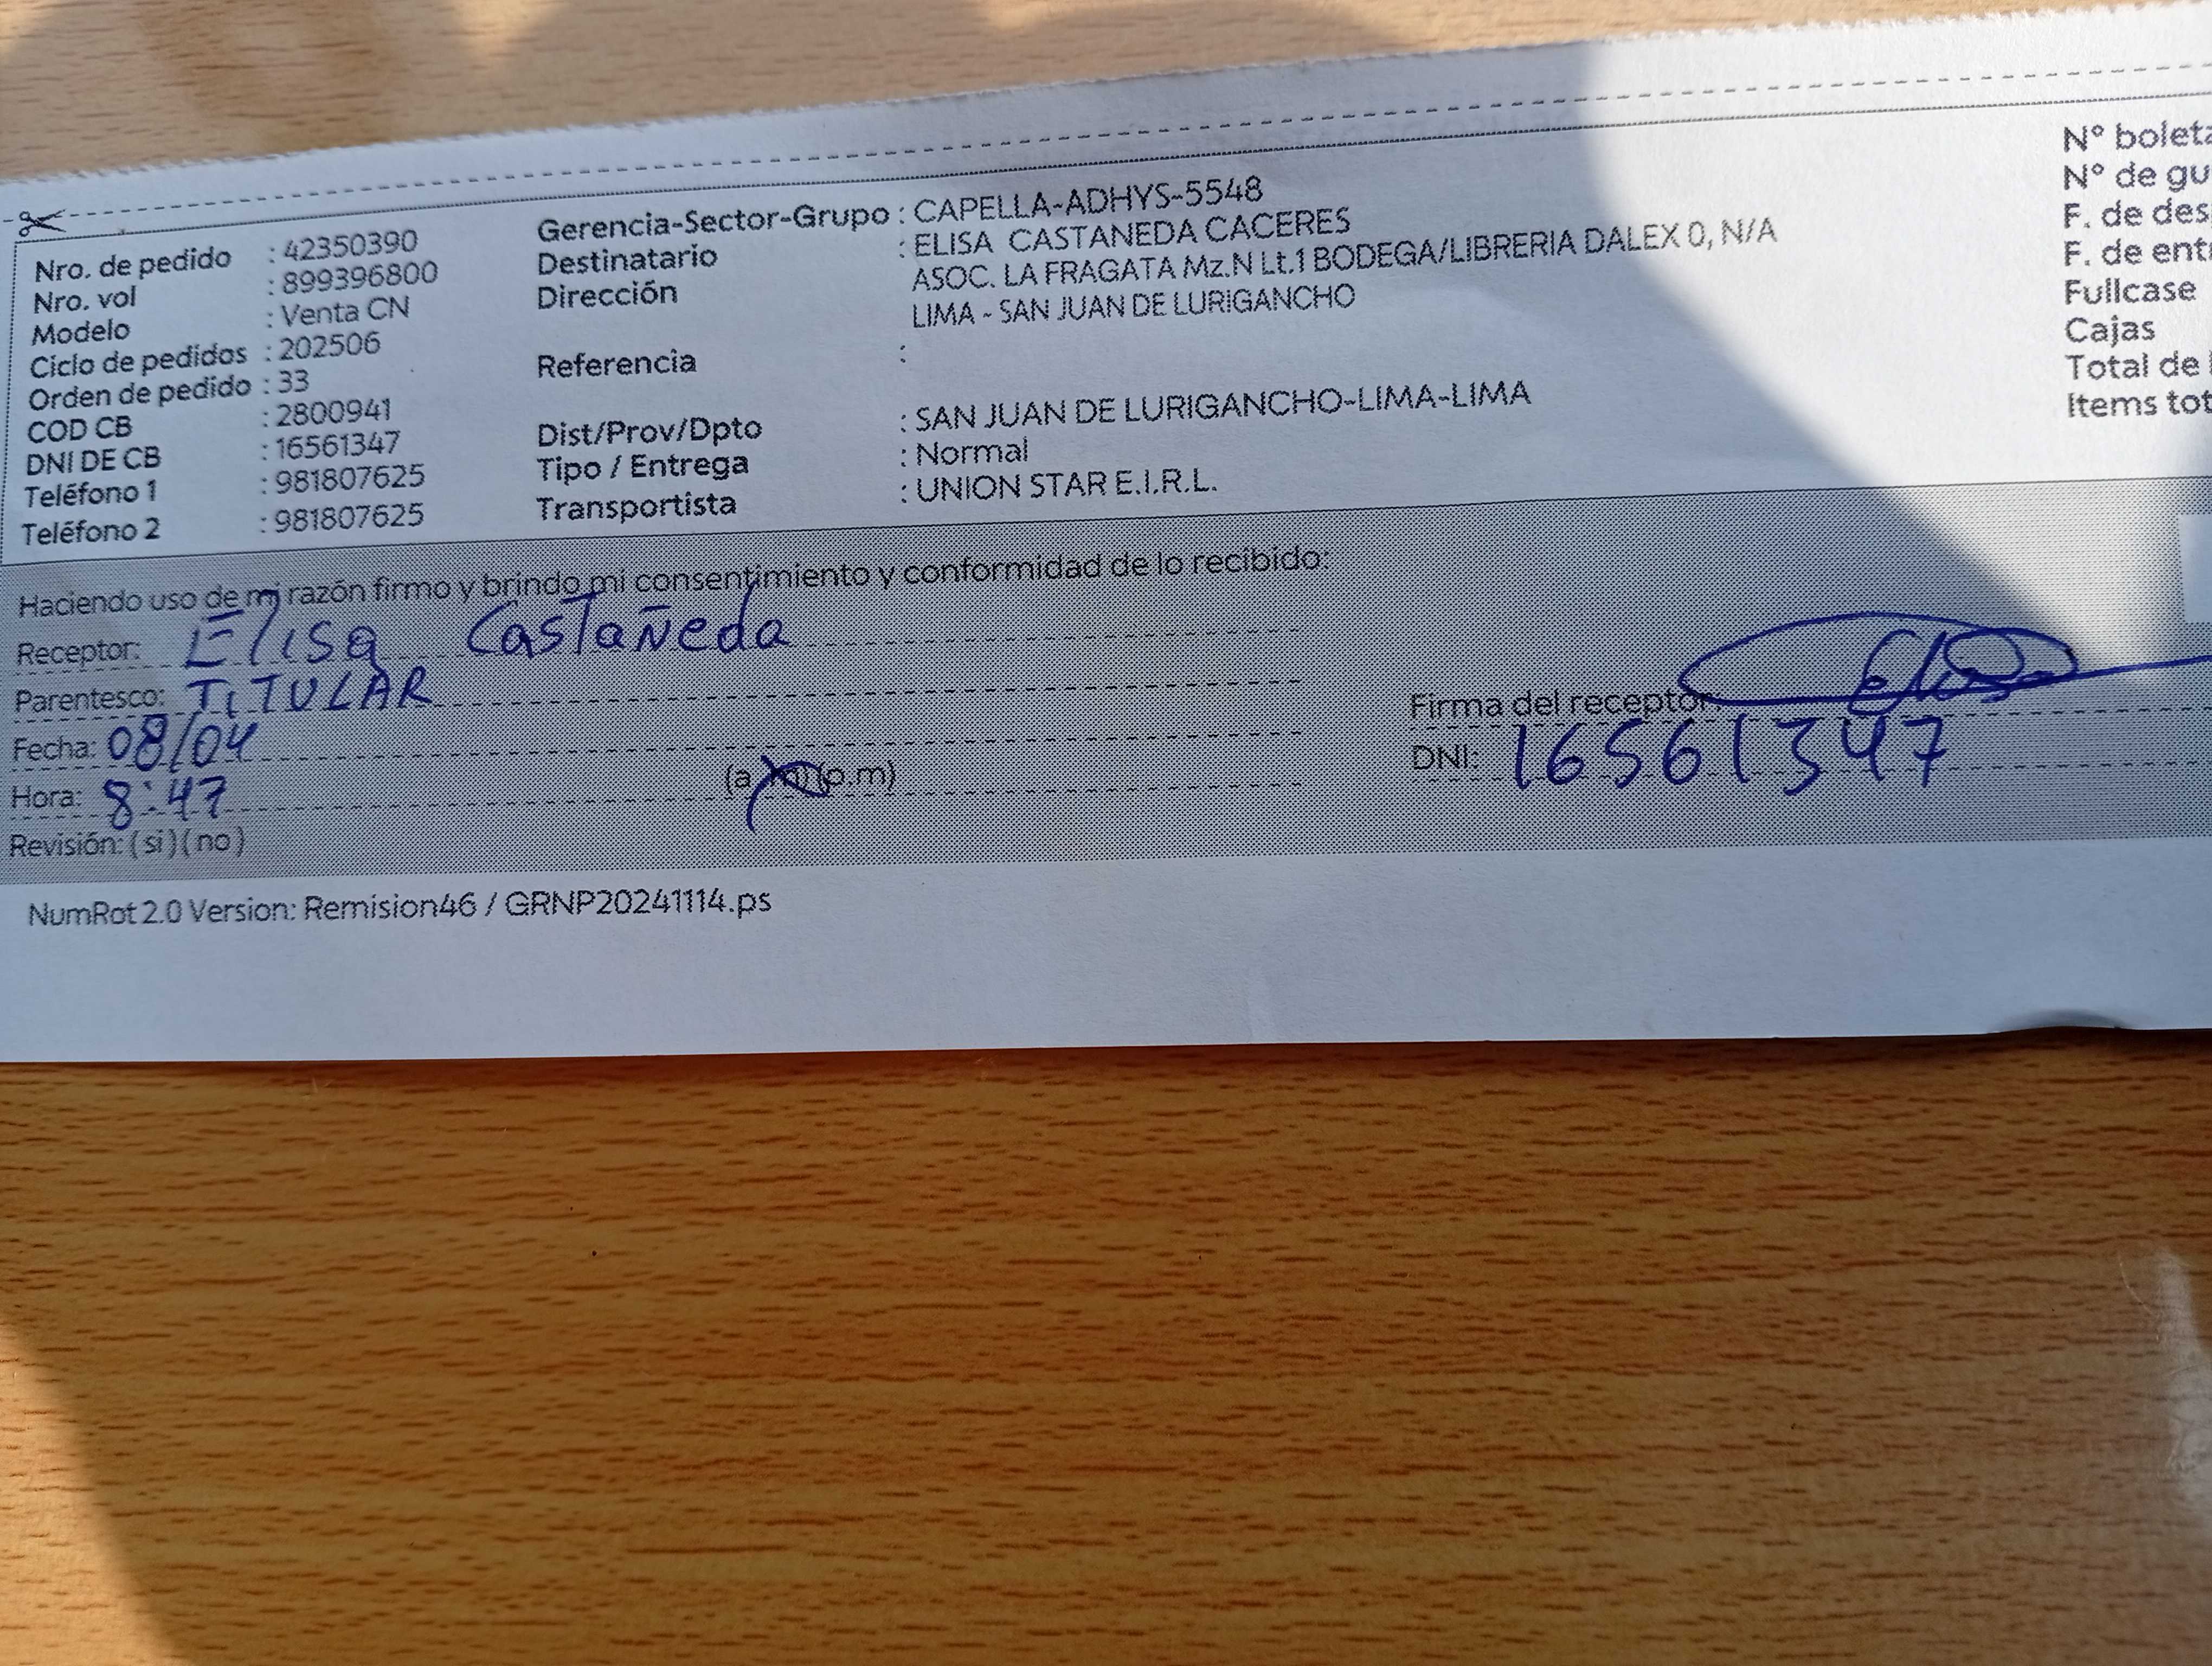 Nro. de pedido : 42350390
Nro. vol : 899396800
Modelo : Venta CN
Ciclo de pedidos : 202506
Orden de pedido : 33
COD CB : 2800941
DNI DE CB : 16561347
Teléfono 1 : 981807625
Teléfono 2 : 981807625
Gerencia-Sector-Grupo : CAPELLA-ADHYS-5548
Destinatario : ELISA CASTANEDA CACERES
Dirección ASOC. LA FRAGATA Mz.N Lt.1 BODEGA/LIBRERIA DALEX 0, N/A
LIMA - SAN JUAN DE LURIGANCHO
Referencia :
Dist/Prov/Dpto : SAN JUAN DE LURIGANCHO-LIMA-LIMA
Tipo / Entrega : Normal
Transportista : UNION STAR E.I.R.L.
N° boleta
N° de gu
F. de des
F. de ent
Fullcase
Cajas
Total de
Items tot
Haciendo uso de mi razón firmo y brindo mi consentimiento y conformidad de lo recibido:
Receptor: Elisa Castañeda
Parentesco: TITULAR
Fecha: 08/04
Hora: 8:47 (a.m) (p.m)
Revisión: (si) (no)
Firma del receptor Elisa
DNI: 16561347
NumRot 2.0 Version: Remision46 / GRNP20241114.ps